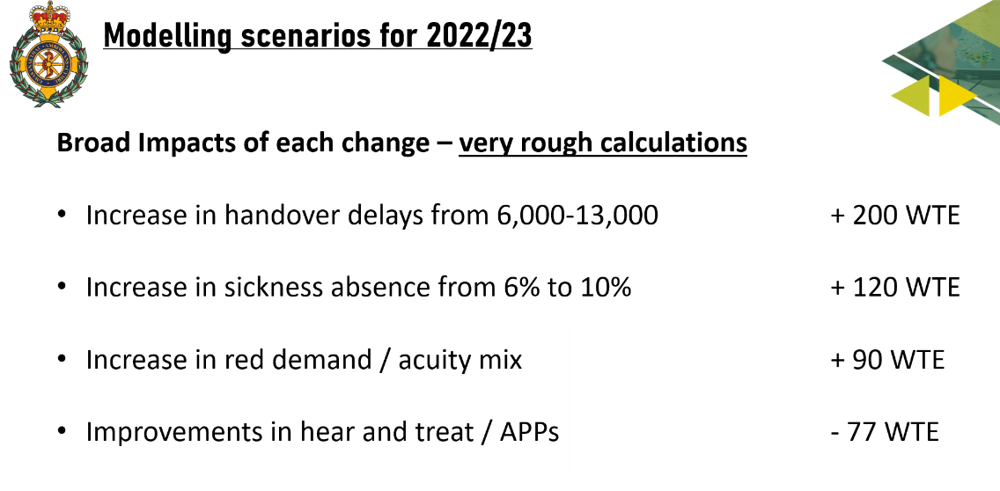 Modelling scenarios for 2022/23
Broad Impacts of each change – very rough calculations
• Increase in handover delays from 6,000-13,000 + 200 WTE
• Increase in sickness absence from 6% to 10% + 120 WTE
• Increase in red demand / acuity mix + 90 WTE
• Improvements in hear and treat / APPs - 77 WTE